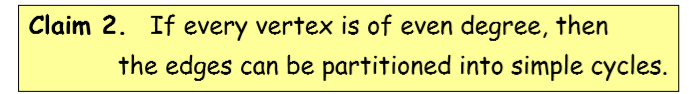 Claim 2. If every vertex is of even degree, then
the edges can be partitioned into simple cycles.